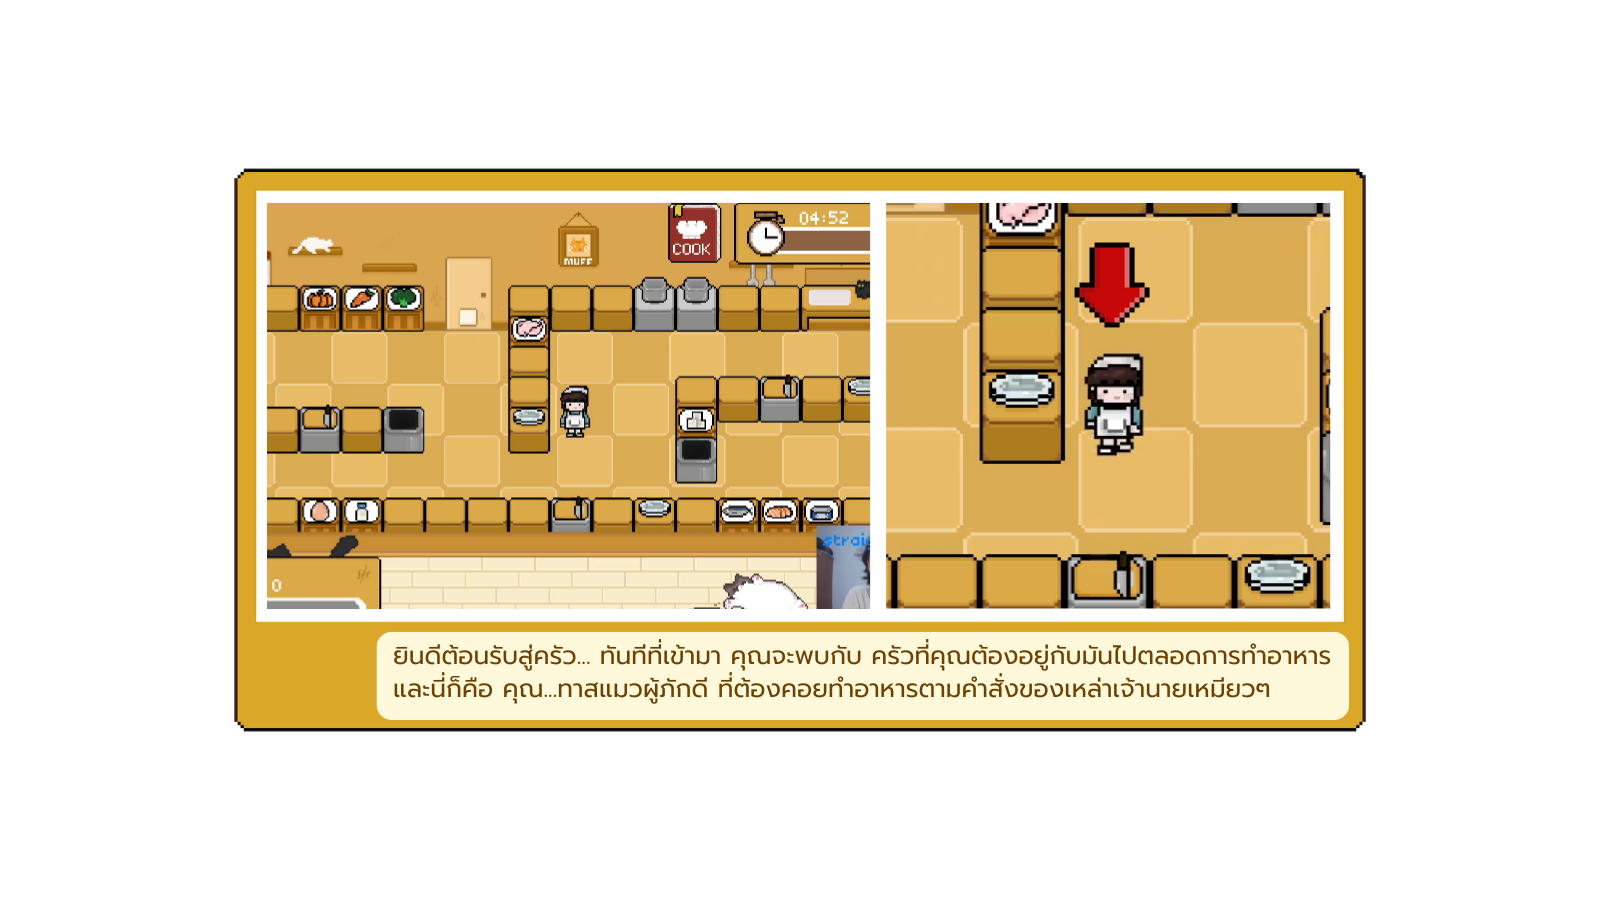 04:52
COOK
MUFF
strai
0
ยินดีต้อนรับสู่ครัว... ทันทีที่เข้ามา คุณจะพบกับ ครัวที่คุณต้องอยู่กับมันไปตลอดการทำอาหาร
และนี่ก็คือ คุณ...ทาสแมวผู้ภักดี ที่ต้องคอยทำอาหารตามคำสั่งของเหล่าเจ้านายเหมียวๆ